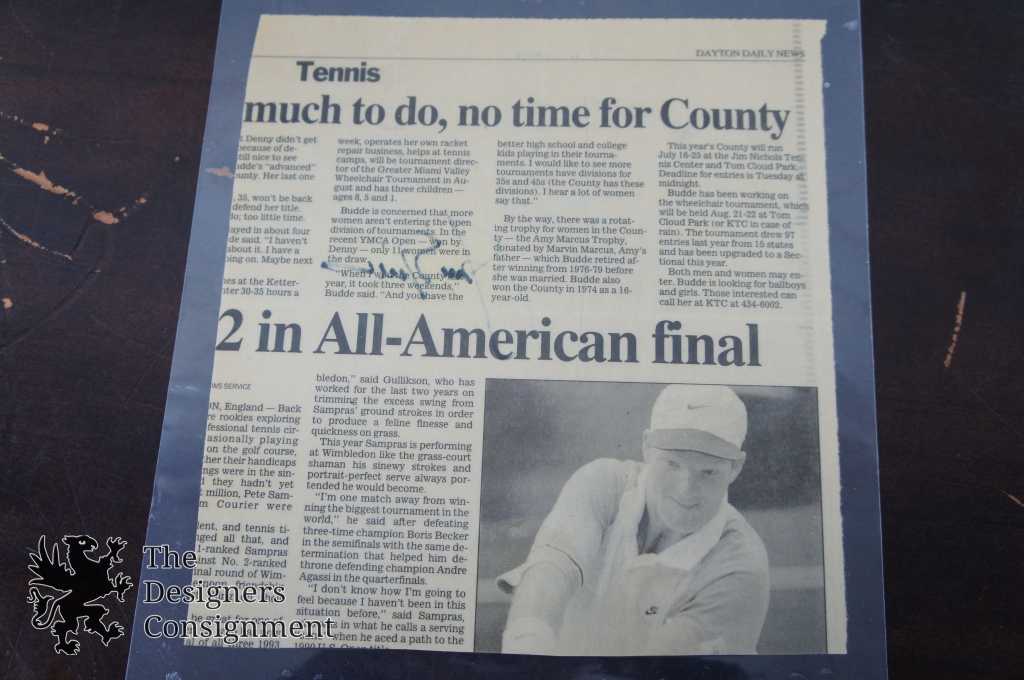 DAYTON DAILY NEWS
Tennis
much to do, no time for County
t Denny didn't get
because of de-
till nice to see
udde's "advanced"
ounty. Her last one
, 35, won't be back
defend her title.
do; too little time.
ayed in about four
de said. "I haven't
about it. I have a
oing on. Maybe next
nes at the Ketter-
nter 30-35 hours a
week, operates her own racket
repair business, helps at tennis
camps, will be tournament direc-
tor of the Greater Miami Valley
Wheelchair Tournament in Au-
gust and has three children —
ages 8, 5 and 1.
Budde is concerned that more
women aren't entering the open
division of tournaments. In the
recent YMCA Open — won by
Denny — only 11 women were in
the draw.
"When I won the County
year, it took three weekends,"
Budde said. "And you have the
better high school and college
kids playing in their tourna-
ments. I would like to see more
tournaments have divisions for
35s and 45s (the County has these
divisions). I hear a lot of women
say that."
By the way, there was a rotat-
ing trophy for women in the Coun-
ty — the Amy Marcus Trophy,
donated by Marvin Marcus, Amy's
father — which Budde retired af-
ter winning from 1976-79 before
she was married. Budde also
won the County in 1974 as a 16-
year-old.
This year's County will run
July 16-25 at the Jim Nichols Ten-
nis Center and Tom Cloud Park.
Deadline for entries is Tuesday at
midnight.
Budde has been working on
the wheelchair tournament, which
will be held Aug. 21-22 at Tom
Cloud Park (or KTC in case of
rain). The tournament drew 97
entries last year from 15 states
and has been upgraded to a Sec-
tional this year.
Both men and women may en-
ter. Budde is looking for ballboys
and girls. Those interested can
call her at KTC at 434-6062.
2 in All-American final
WS SERVICE
ON, England — Back
re rookies exploring
fessional tennis cir-
asionally playing
on the golf course,
her their handicaps
ngs were in the sin-
d they hadn't yet
million, Pete Sam-
m Courier were
lent, and tennis ti-
nged all that, and
1-ranked Sampras
inst No. 2-ranked
nal round of Wim-
bledon," said Gullikson, who has
worked for the last two years on
trimming the excess swing from
Sampras' ground strokes in order
to produce a feline finesse and
quickness on grass.
This year Sampras is performing
at Wimbledon like the grass-court
shaman his sinewy strokes and
portrait-perfect serve always por-
tended he would become.
"I'm one match away from win-
ning the biggest tournament in the
world," he said after defeating
three-time champion Boris Becker
in the semifinals with the same de-
termination that helped him de-
throne defending champion Andre
Agassi in the quarterfinals.
"I don't know how I'm going to
feel because I haven't been in this
situation before," said Sampras,
s in what he calls a serving
when he aced a path to the
The
Designers
Consignment